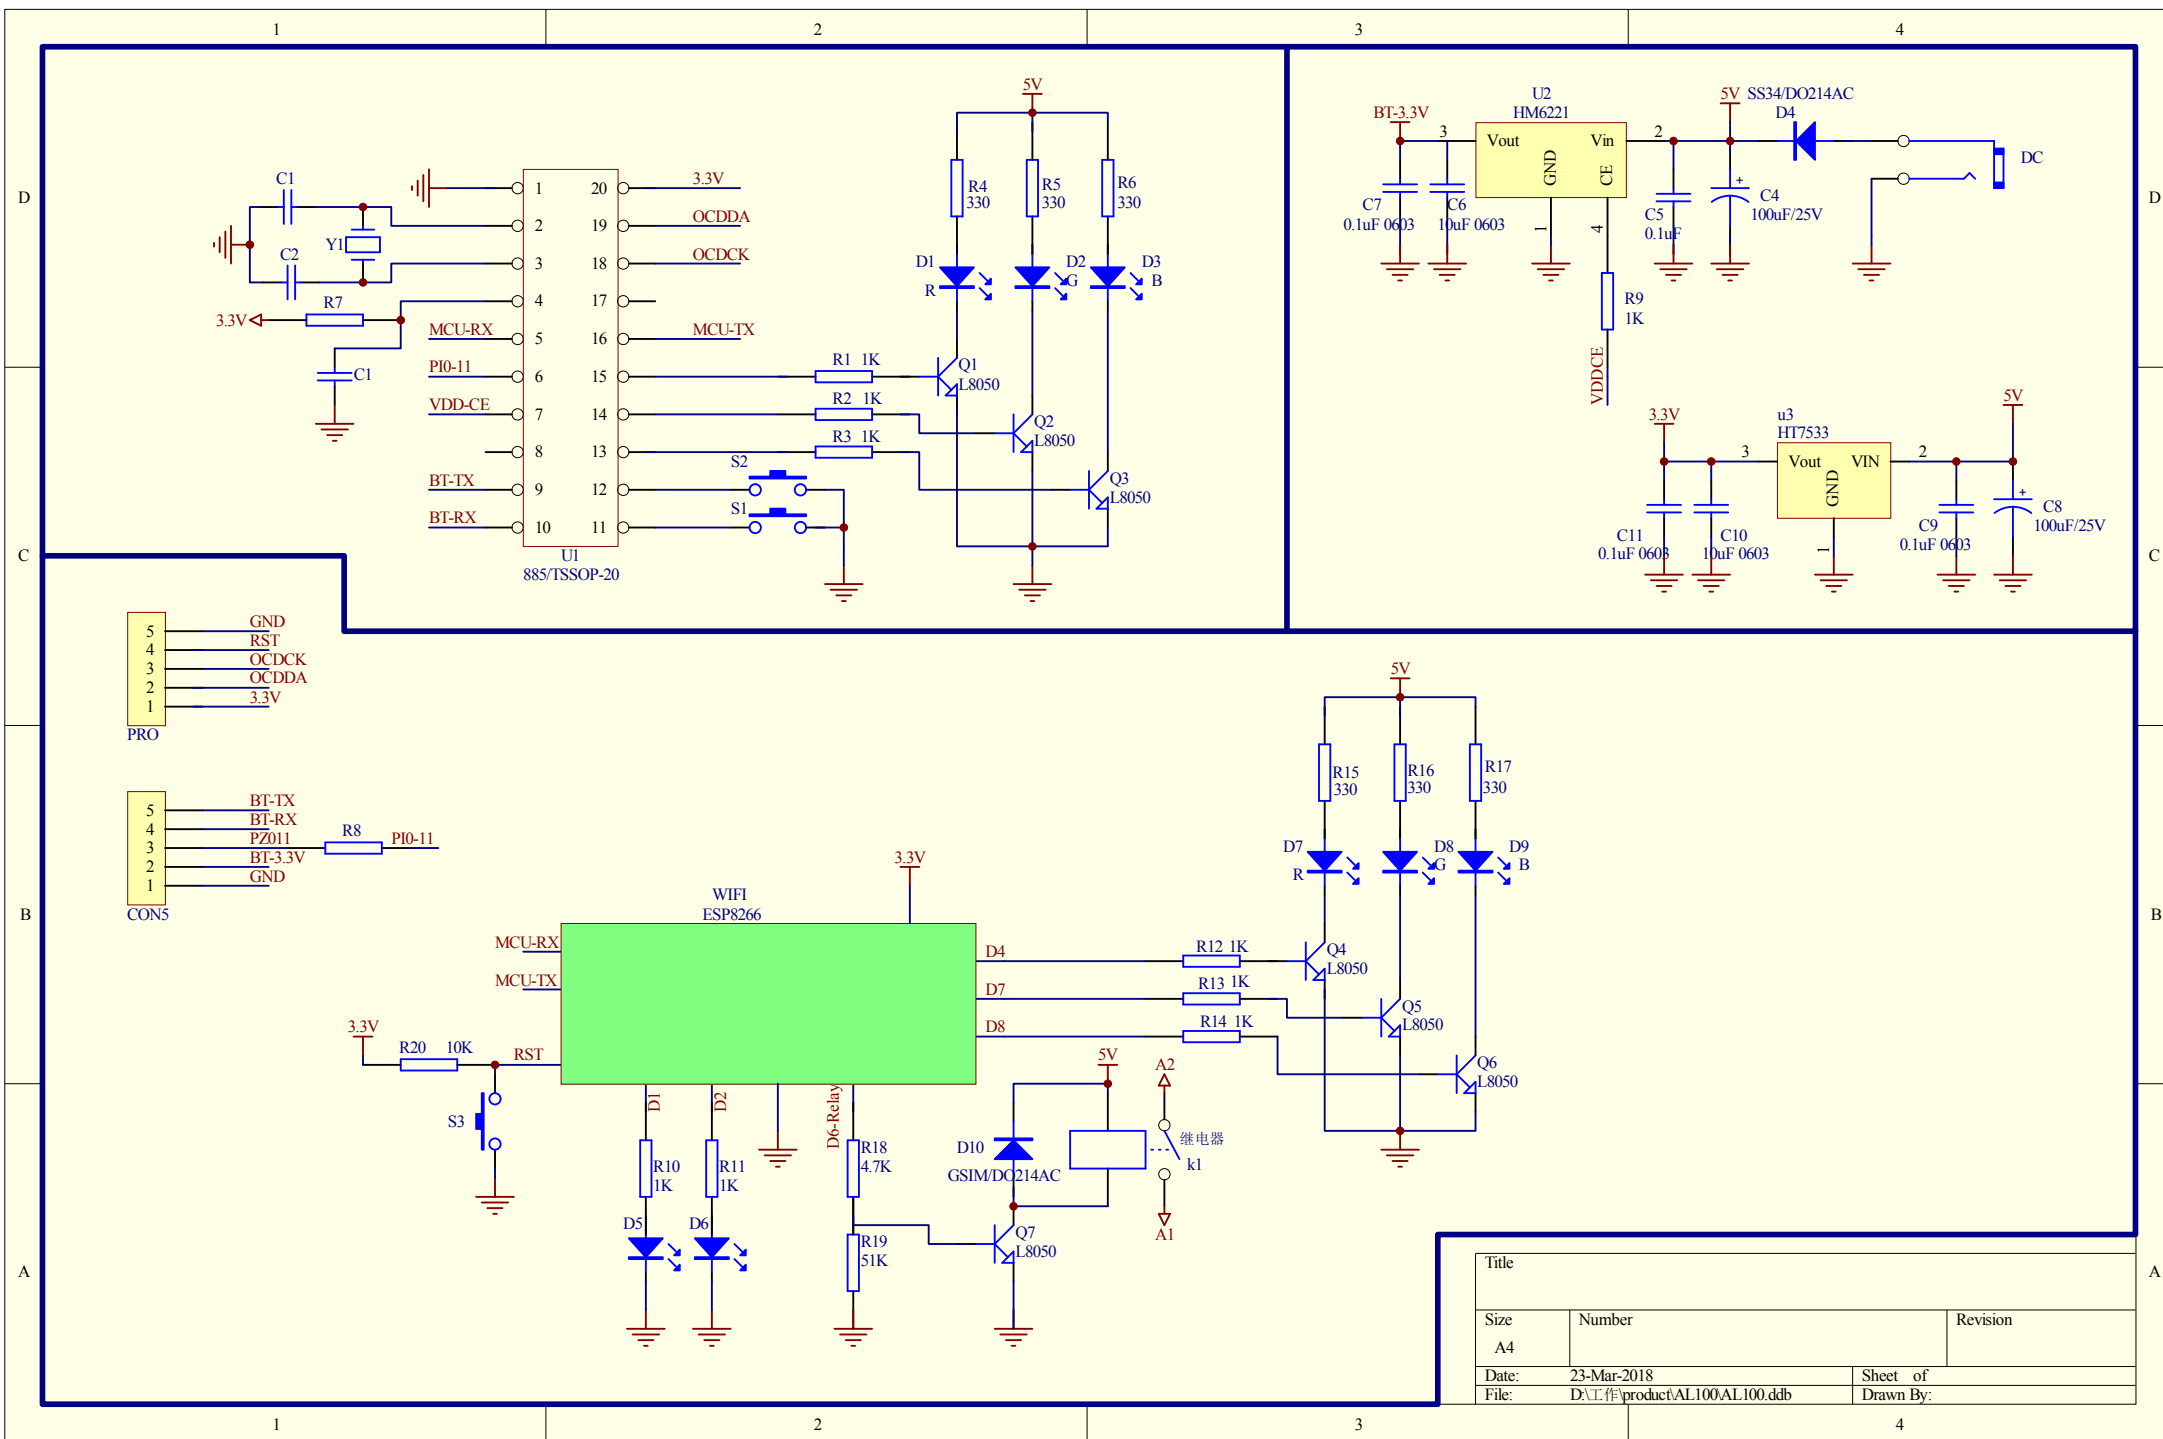 1 2 3 4
D
C
B
A
D
C
B
A
1 2 3 4
5V
R4
330
R5
330
R6
330
D1
R
D2
G
D3
B
C1
C2
Y1
R7
3.3V
C1
MCU-RX
PI0-11
VDD-CE
BT-TX
BT-RX
1 20
2 19
3 18
4 17
5 16
6 15
7 14
8 13
9 12
10 11
U1
885/TSSOP-20
3.3V
OCDDA
OCDCK
MCU-TX
R1 1K
R2 1K
R3 1K
S2
S1
Q1
L8050
Q2
L8050
Q3
L8050
U2
HM6221
BT-3.3V
3
Vout
Vin
GND
CE
2
1
4
5V
SS34/DO214AC
D4
DC
C7
0.1uF 0603
C6
10uF 0603
C5
0.1uF
+
C4
100uF/25V
R9
1K
VDDCE
3.3V
u3
HT7533
3
Vout
VIN
GND
2
1
5V
C11
0.1uF 0603
C10
10uF 0603
C9
0.1uF 0603
+
C8
100uF/25V
5 GND
4 RST
3 OCDCK
2 OCDDA
1 3.3V
PRO
5 BT-TX
4 BT-RX
3 PZ011
2 BT-3.3V
1 GND
CON5
R8
PI0-11
WIFI
ESP8266
3.3V
MCU-RX
MCU-TX
3.3V
R20 10K
RST
S3
D4
D7
D8
D1
D2
D6-Relay
R10
1K
R11
1K
D5
D6
R18
4.7K
R19
51K
5V
D10
GSIM/DO214AC
Q7
L8050
A2
继电器
k1
A1
R12 1K
R13 1K
R14 1K
5V
R15
330
R16
330
R17
330
D7
R
D8
G
D9
B
Q4
L8050
Q5
L8050
Q6
L8050
Title
Size
A4
Number
Revision
Date: 23-Mar-2018 Sheet of
File: D:\工作\product\AL100\AL100.ddb Drawn By: